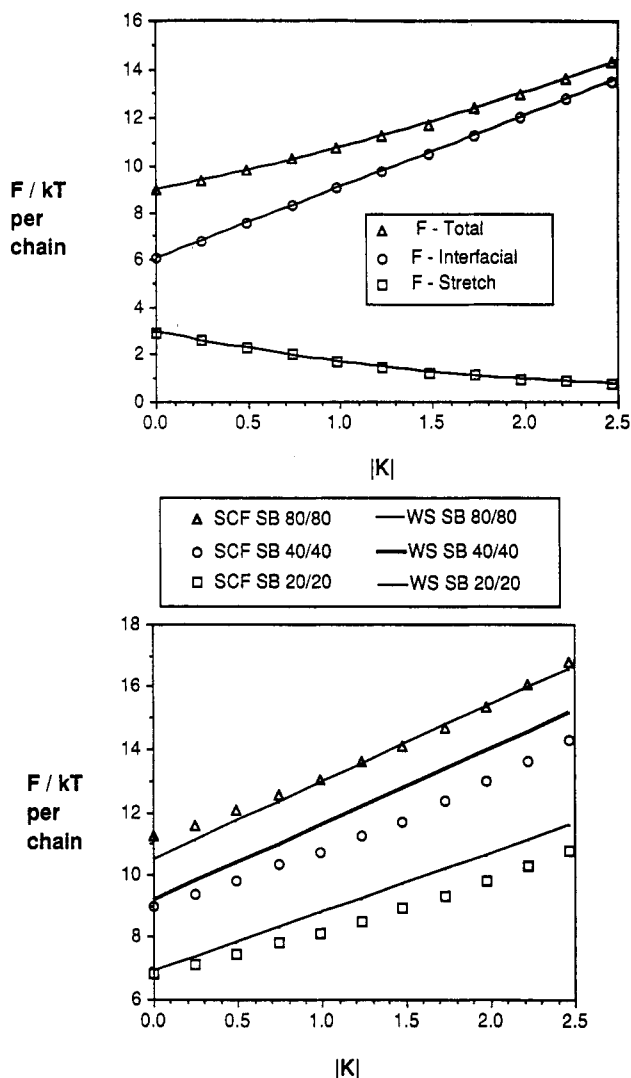 16
14
12
10
8
6
4
2
0
F / kT
per
chain
F - Total
F - Interfacial
F - Stretch
0.0 0.5 1.0 1.5 2.0 2.5
|K|
SCF SB 80/80 WS SB 80/80
SCF SB 40/40 WS SB 40/40
SCF SB 20/20 WS SB 20/20
18
16
14
12
10
8
6
F / kT
per
chain
0.0 0.5 1.0 1.5 2.0 2.5
|K|